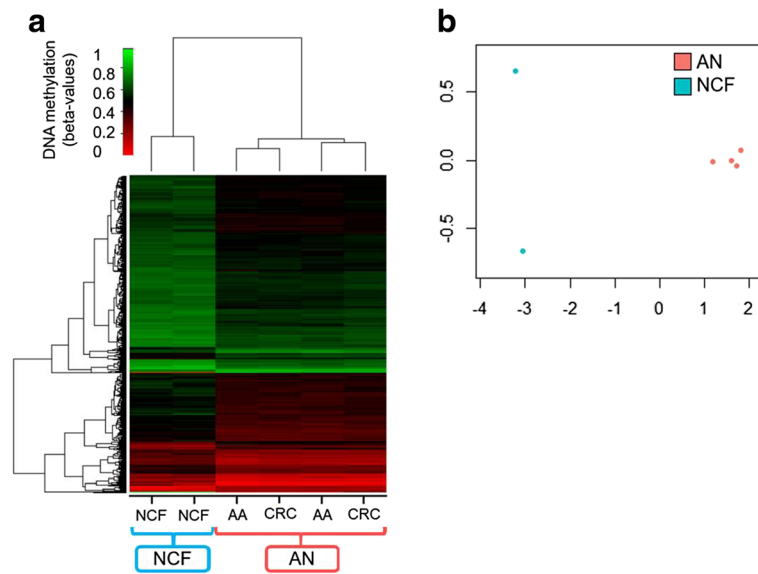 a
DNA methylation
(beta-values)
1
0.8
0.6
0.4
0.2
0
NCF NCF AA CRC AA CRC
NCF AN
b
AN
NCF
0.5
0.0
-0.5
-4 -3 -2 -1 0 1 2